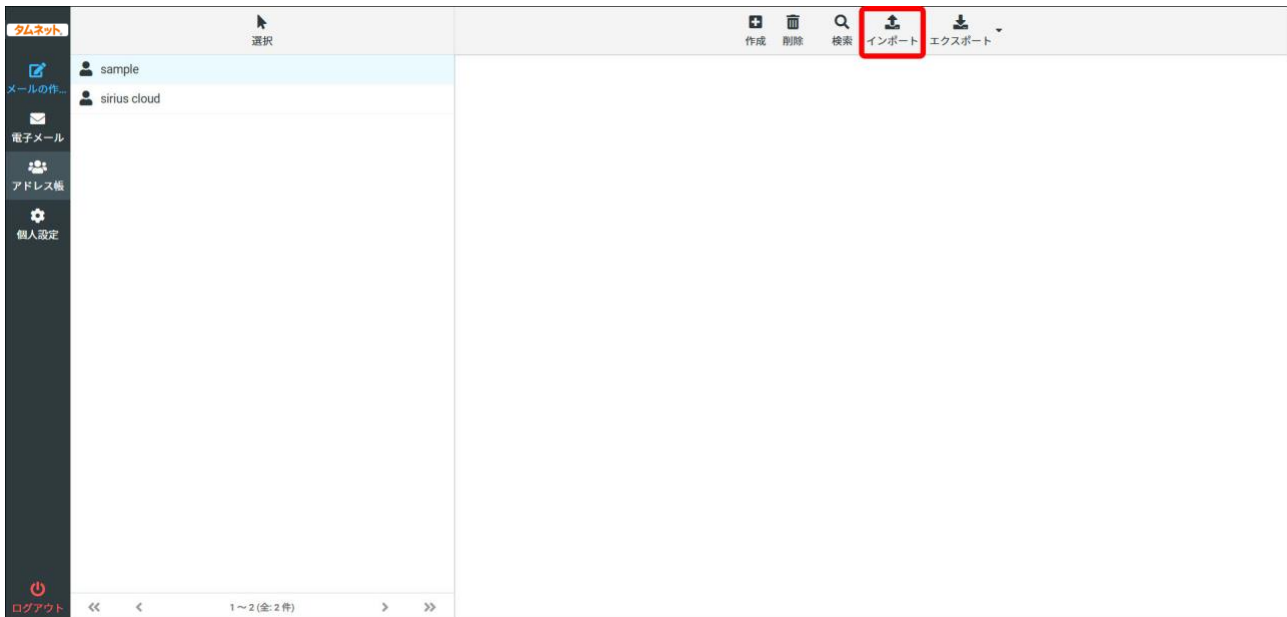 タムネット
メールの作...
電子メール
アドレス帳
個人設定
ログアウト
選択
sample
sirius cloud
1～2 (全: 2 件)
作成
削除
検索
インポート
エクスポート